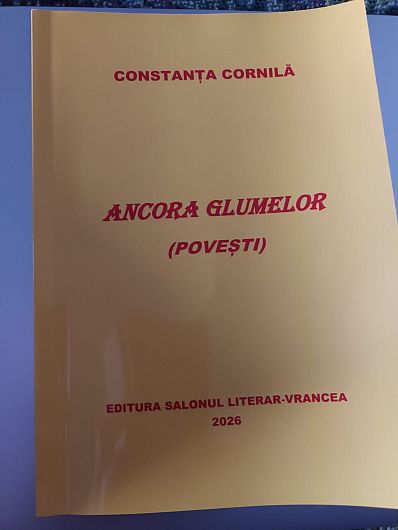 CONSTANȚA CORNILĂ
ANCORA GLUMELOR
(POVEȘTI)
EDITURA SALONUL LITERAR-VRANCEA
2026